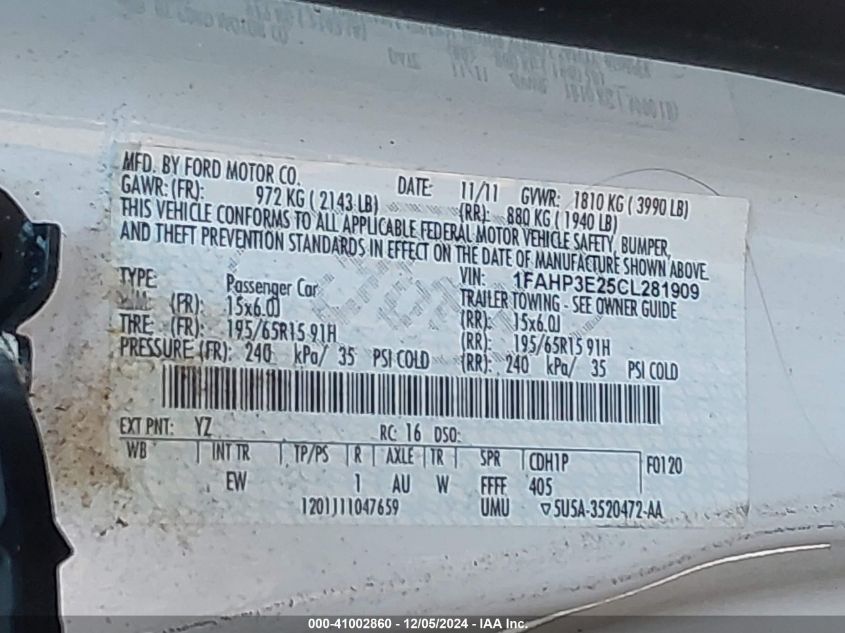 MFD. BY FORD MOTOR CO. DATE: 11/11 GVWR: 1810 KG ( 3990 LB)
GAWR: (FR): 972 KG ( 2143 LB) (RR): 880 KG ( 1940 LB)
THIS VEHICLE CONFORMS TO ALL APPLICABLE FEDERAL MOTOR VEHICLE SAFETY, BUMPER,
AND THEFT PREVENTION STANDARDS IN EFFECT ON THE DATE OF MANUFACTURE SHOWN ABOVE.
VIN: 1FAHP3E25CL281909
TYPE: Passenger Car TRAILER TOWING - SEE OWNER GUIDE
(FR): 15x6.0J (RR): 15x6.0J
TIRE: (FR): 195/65R15 91H (RR): 195/65R15 91H
PRESSURE (FR): 240 kPa/ 35 PSI COLD (RR): 240 kPa/ 35 PSI COLD
EXT PNT: YZ RC: 16 DSO:
WB INT TR TP/PS R AXLE TR SPR CDH1P F0120
EW 1 AU W FFFF 405
1201J11047659 UMU ▽5U5A-3520472-AA
000-41002860 - 12/05/2024 - IAA Inc.